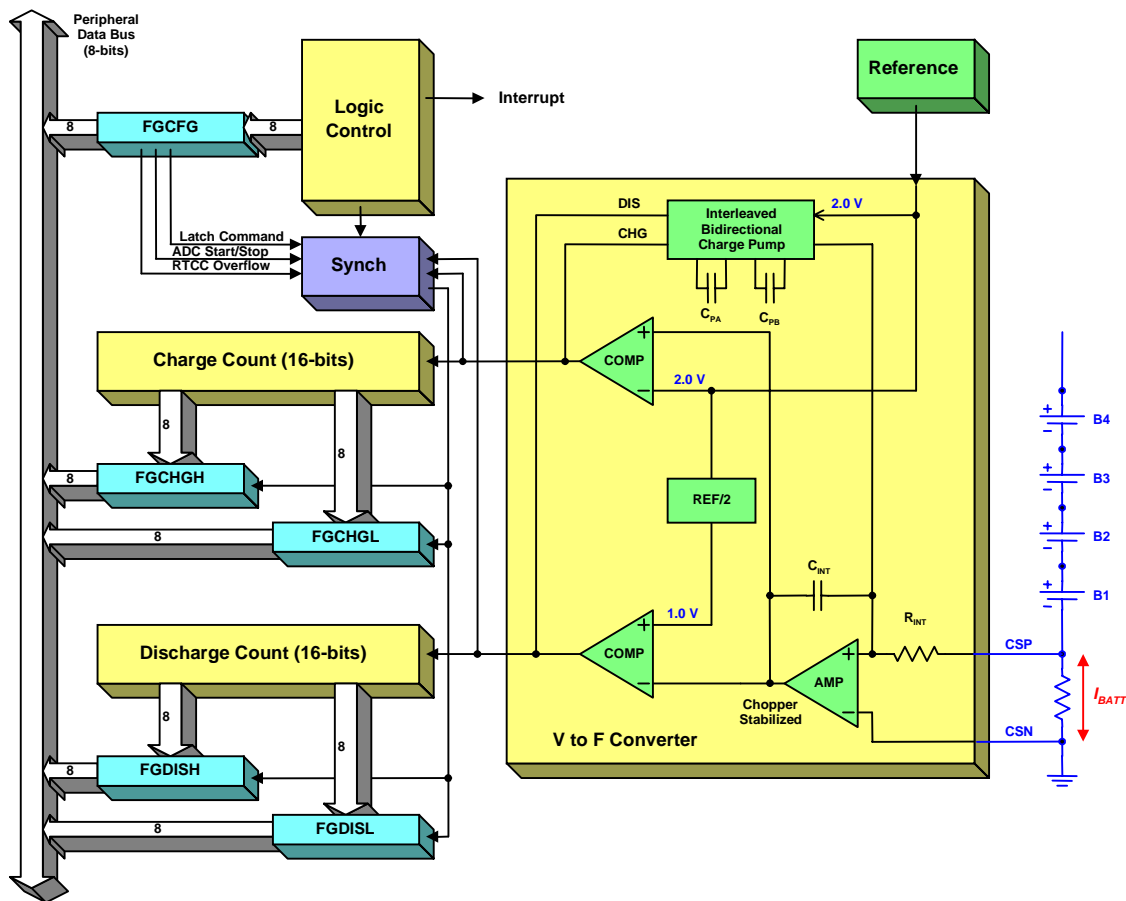 Peripheral
Data Bus
(8-bits)
Logic
Control
Interrupt
Reference
8
FGCFG
8
Latch Command
ADC Start/Stop
RTCC Overflow
Synch
DIS
CHG
Interleaved
Bidirectional
Charge Pump
2.0 V
CPA
CPB
Charge Count (16-bits)
COMP
+
−
2.0 V
8
8
8
FGCHGH
8
FGCHGL
REF/2
CINT
1.0 V
Discharge Count (16-bits)
COMP
+
−
AMP
+
−
Chopper
Stabilized
RINT
V to F Converter
8
8
8
FGDISH
8
FGDISL
+
−
B4
+
−
B3
+
−
B2
+
−
B1
CSP
IBATT
CSN